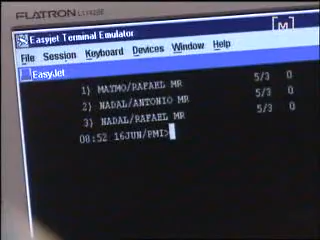 FLATRON
[M]
Easyjet Terminal Emulator
File Session Keyboard Devices Window Help
EasyJet
1) MAYMO/RAFAEL MR 5/3 0
2) NADAL/ANTONIO MR 5/3 0
3) NADAL/RAFAEL MR 5/3 0
08:52 16JUN/PMI>